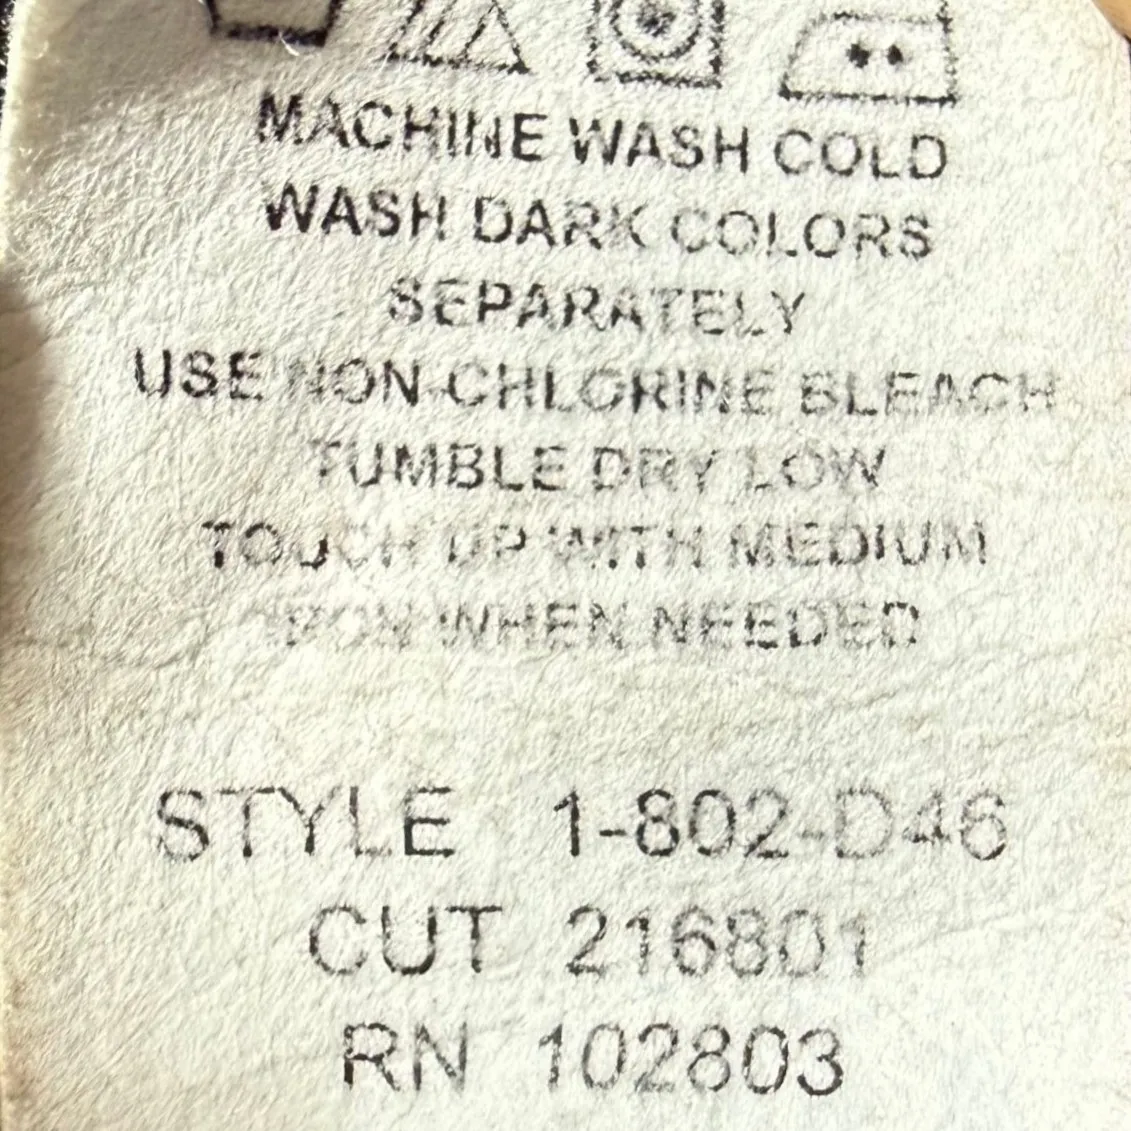 MACHINE WASH COLD
WASH DARK COLORS
SEPARATELY
USE NON-CHLORINE BLEACH
TUMBLE DRY LOW
TOUCH UP WITH MEDIUM
IRON WHEN NEEDED
STYLE 1-802-D46
CUT 216801
RN 102803